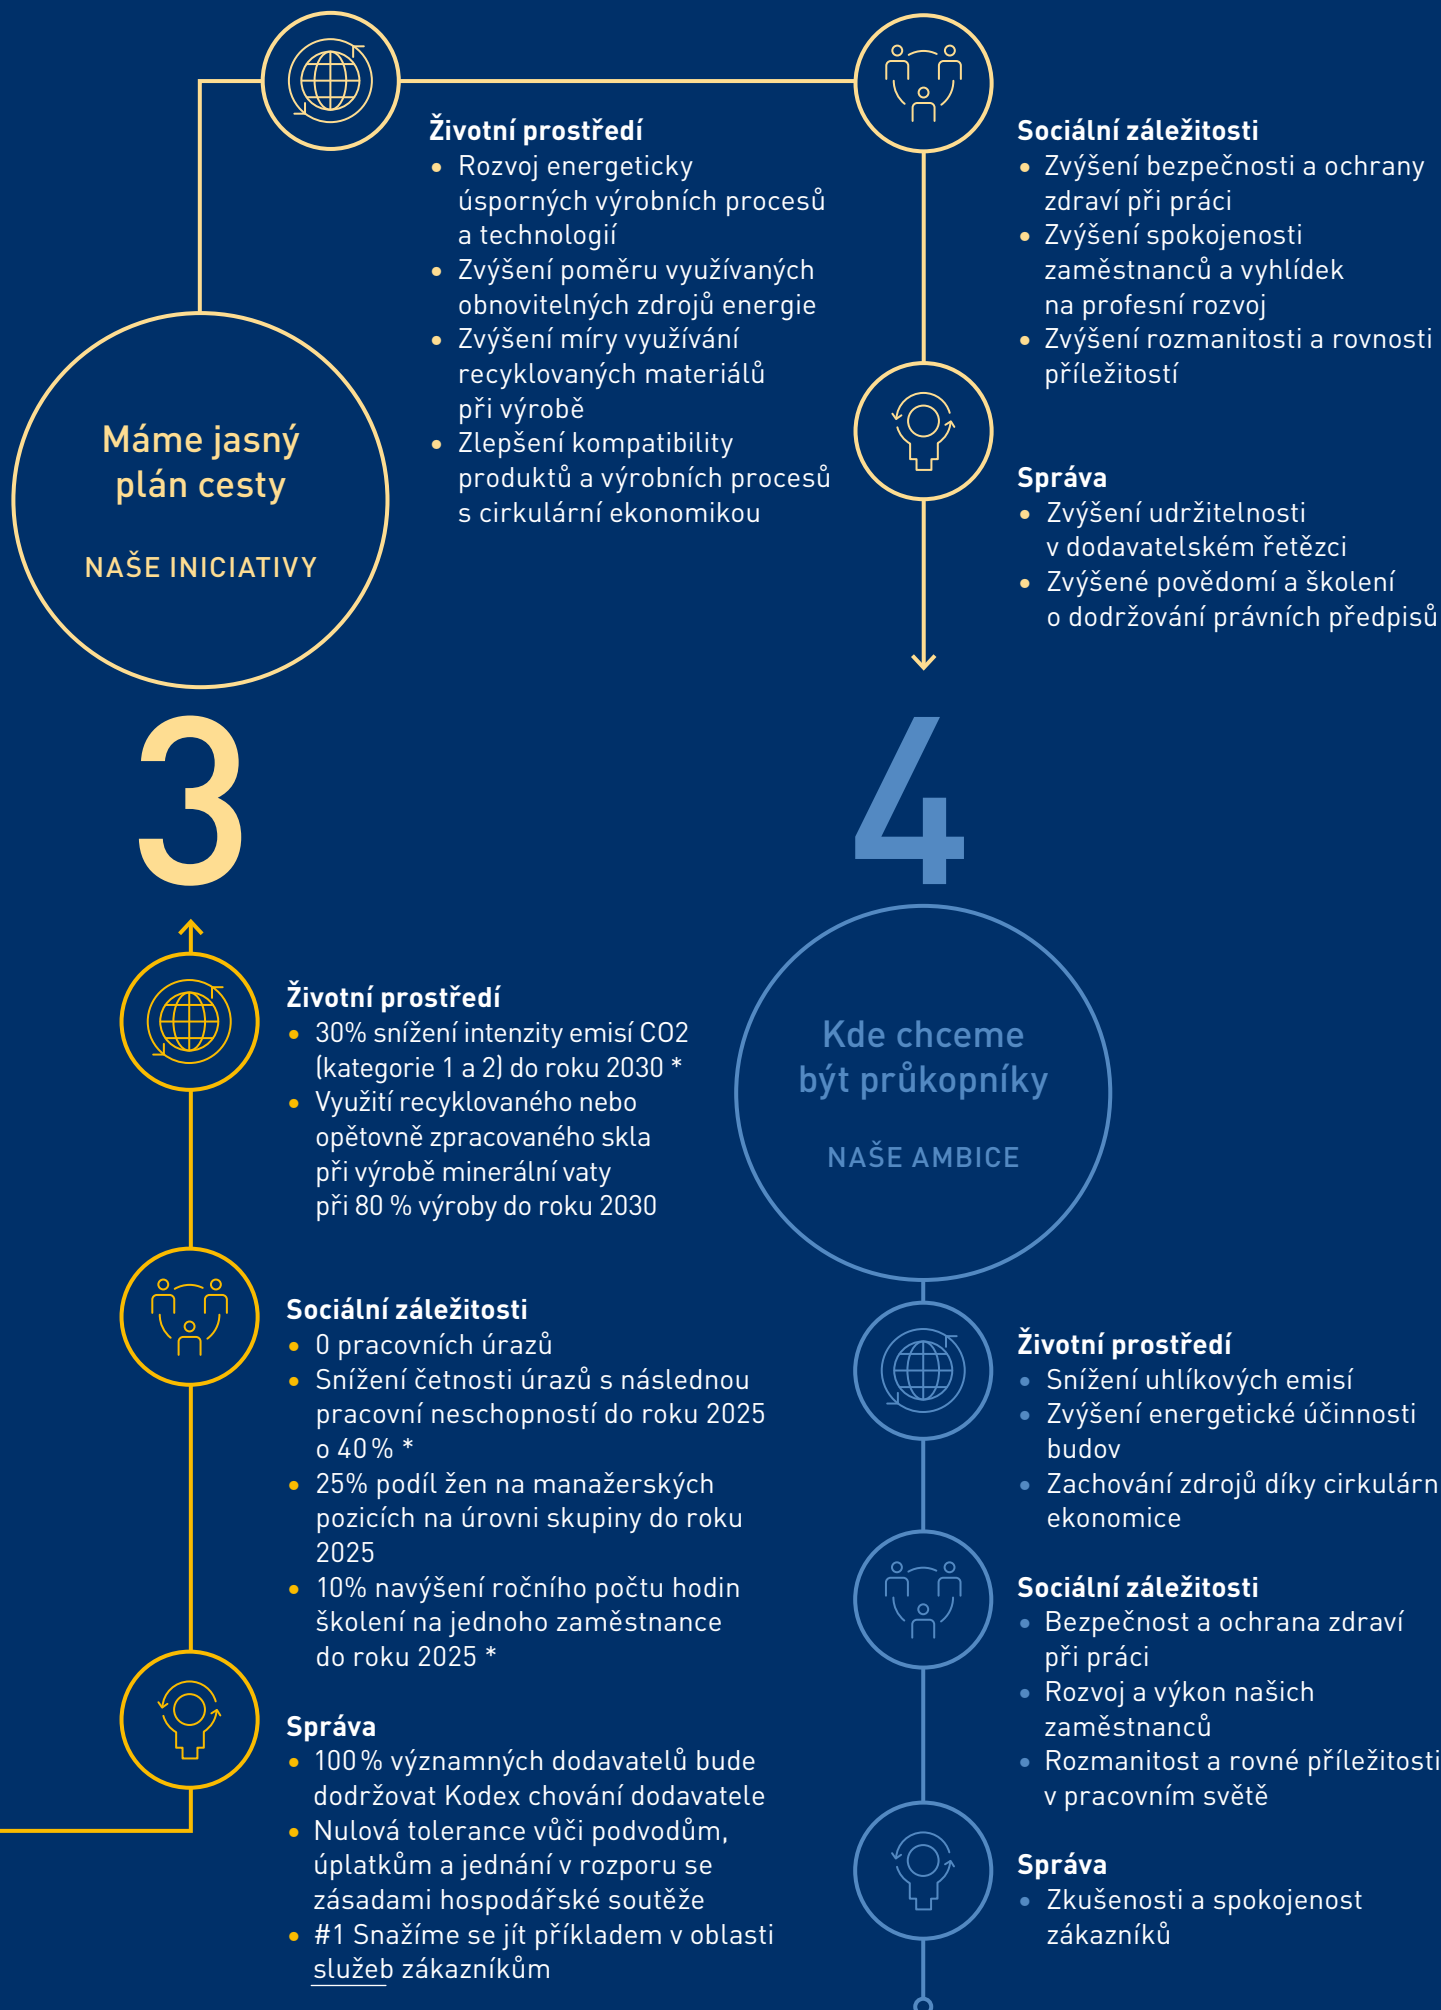 Životní prostředí
• Rozvoj energeticky
úsporných výrobních procesů
a technologií
• Zvýšení poměru využívaných
obnovitelných zdrojů energie
• Zvýšení míry využívání
recyklovaných materiálů
při výrobě
• Zlepšení kompatibility
produktů a výrobních procesů
s cirkulární ekonomikou
Sociální záležitosti
• Zvýšení bezpečnosti a ochrany
zdraví při práci
• Zvýšení spokojenosti
zaměstnanců a vyhlídek
na profesní rozvoj
• Zvýšení rozmanitosti a rovnosti
příležitostí
Správa
• Zvýšení udržitelnosti
v dodavatelském řetězci
• Zvýšené povědomí a školení
o dodržování právních předpisů
Máme jasný
plán cesty
NAŠE INICIATIVY
3
Životní prostředí
• 30% snížení intenzity emisí CO2
(kategorie 1 a 2) do roku 2030 *
• Využití recyklovaného nebo
opětovně zpracovaného skla
při výrobě minerální vaty
při 80 % výroby do roku 2030
Sociální záležitosti
• 0 pracovních úrazů
• Snížení četnosti úrazů s následnou
pracovní neschopností do roku 2025
o 40 % *
• 25% podíl žen na manažerských
pozicích na úrovni skupiny do roku
2025
• 10% navýšení ročního počtu hodin
školení na jednoho zaměstnance
do roku 2025 *
Správa
• 100 % významných dodavatelů bude
dodržovat Kodex chování dodavatele
• Nulová tolerance vůči podvodům,
úplatkům a jednání v rozporu se
zásadami hospodářské soutěže
• #1 Snažíme se jít příkladem v oblasti
služeb zákazníkům
4
Kde chceme
být průkopníky
NAŠE AMBICE
Životní prostředí
• Snížení uhlíkových emisí
• Zvýšení energetické účinnosti
budov
• Zachování zdrojů díky cirkulárn
ekonomice
Sociální záležitosti
• Bezpečnost a ochrana zdraví
při práci
• Rozvoj a výkon našich
zaměstnanců
• Rozmanitost a rovné příležitosti
v pracovním světě
Správa
• Zkušenosti a spokojenost
zákazníků